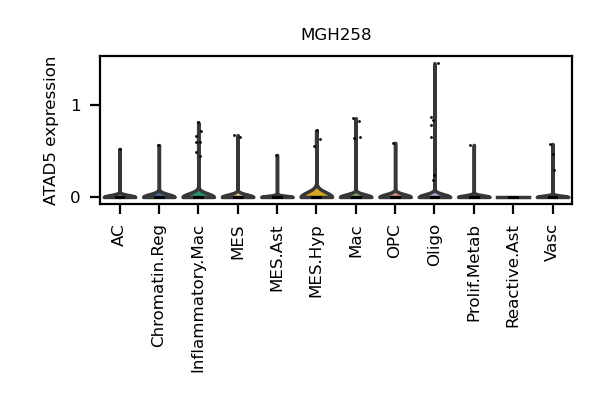 MGH258
ATAD5 expression
1
0
AC
Chromatin.Reg
Inflammatory.Mac
MES
MES.Ast
MES.Hyp
Mac
OPC
Oligo
Prolif.Metab
Reactive.Ast
Vasc